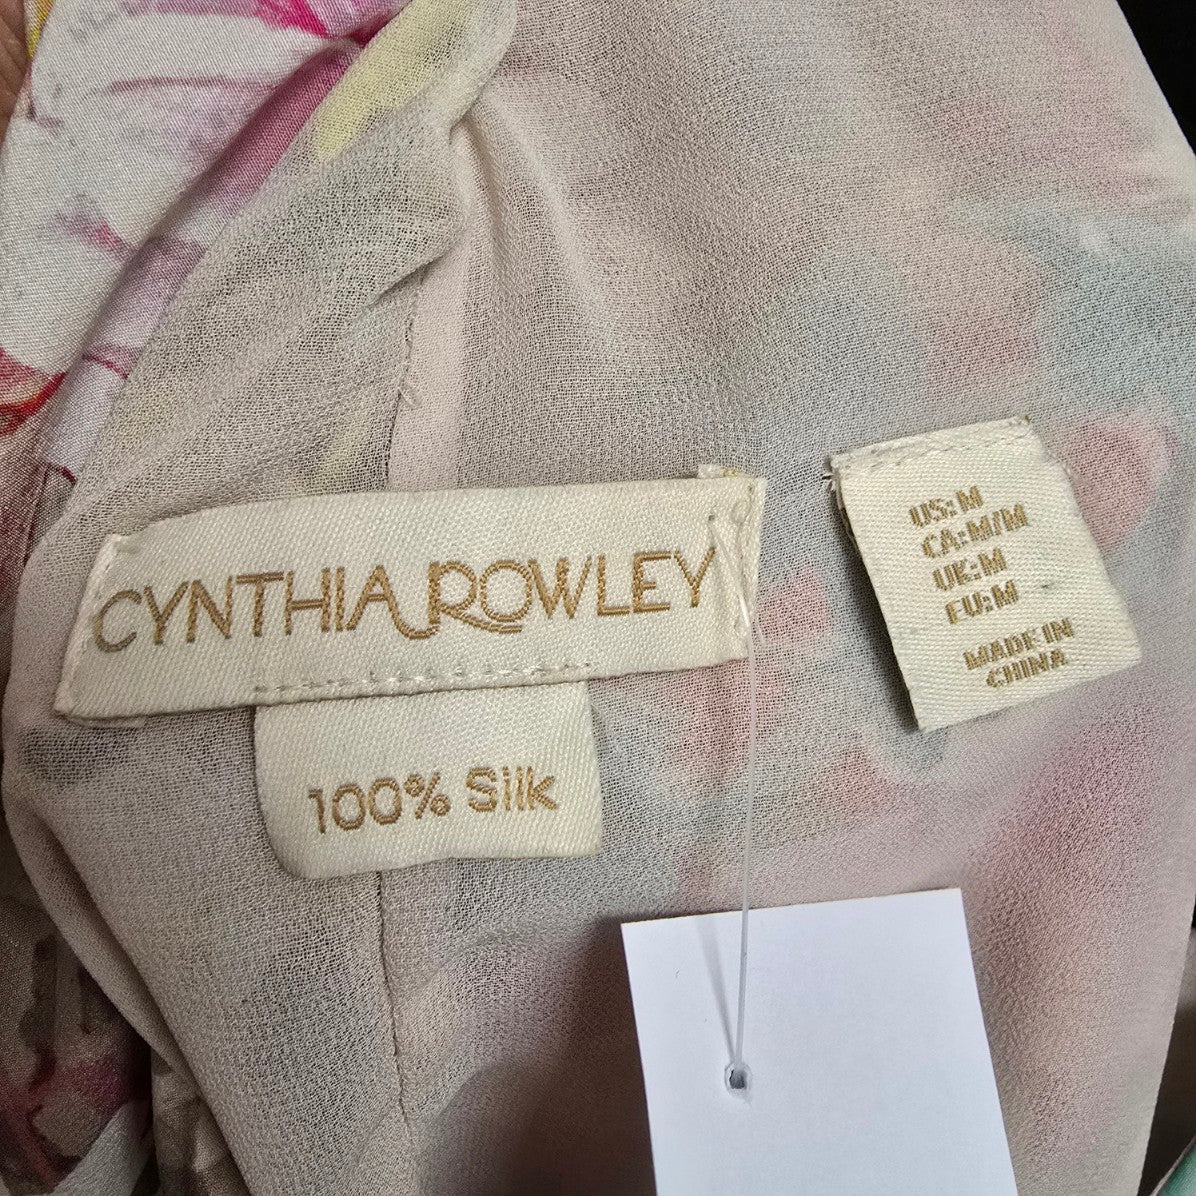 CYNTHIA ROWLEY
100% Silk
US:M
CA:M/M
UK:M
EU:M
MADE IN
CHINA